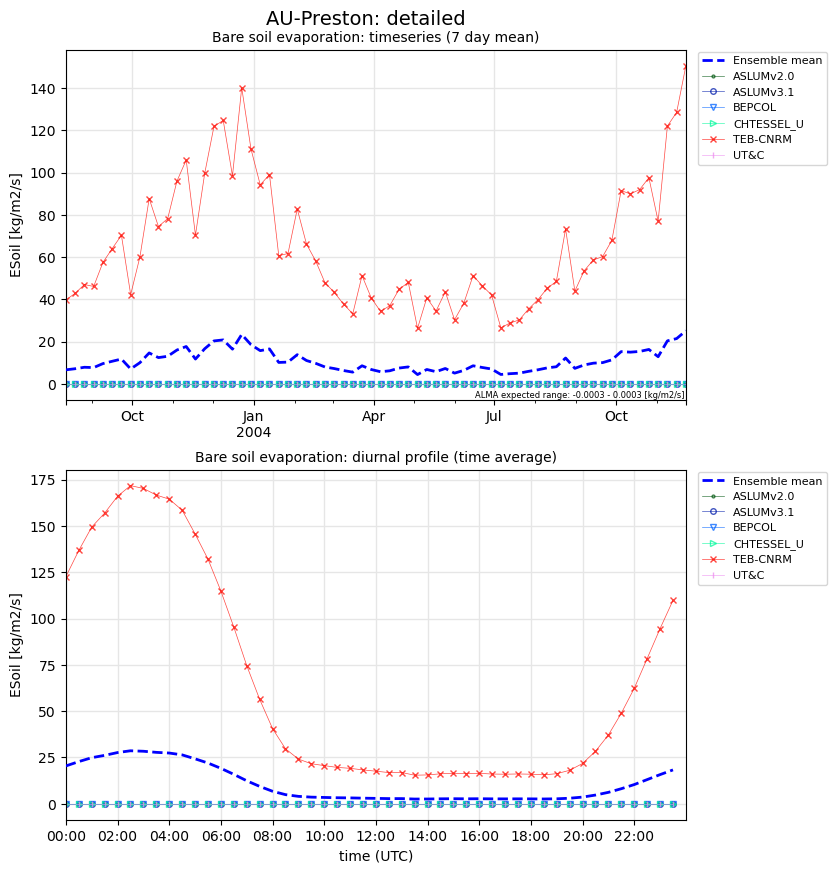 AU-Preston: detailed
Bare soil evaporation: timeseries (7 day mean)
ESoil [kg/m2/s]
140
120
100
80
60
40
20
0
Oct
Jan
2004
Apr
Jul
Oct
ALMA expected range: -0.0003 - 0.0003 [kg/m2/s]
Ensemble mean
ASLUMv2.0
ASLUMv3.1
BEPCOL
CHTESSEL_U
TEB-CNRM
UT&C
Bare soil evaporation: diurnal profile (time average)
ESoil [kg/m2/s]
175
150
125
100
75
50
25
0
00:00 02:00 04:00 06:00 08:00 10:00 12:00 14:00 16:00 18:00 20:00 22:00
time (UTC)
Ensemble mean
ASLUMv2.0
ASLUMv3.1
BEPCOL
CHTESSEL_U
TEB-CNRM
UT&C